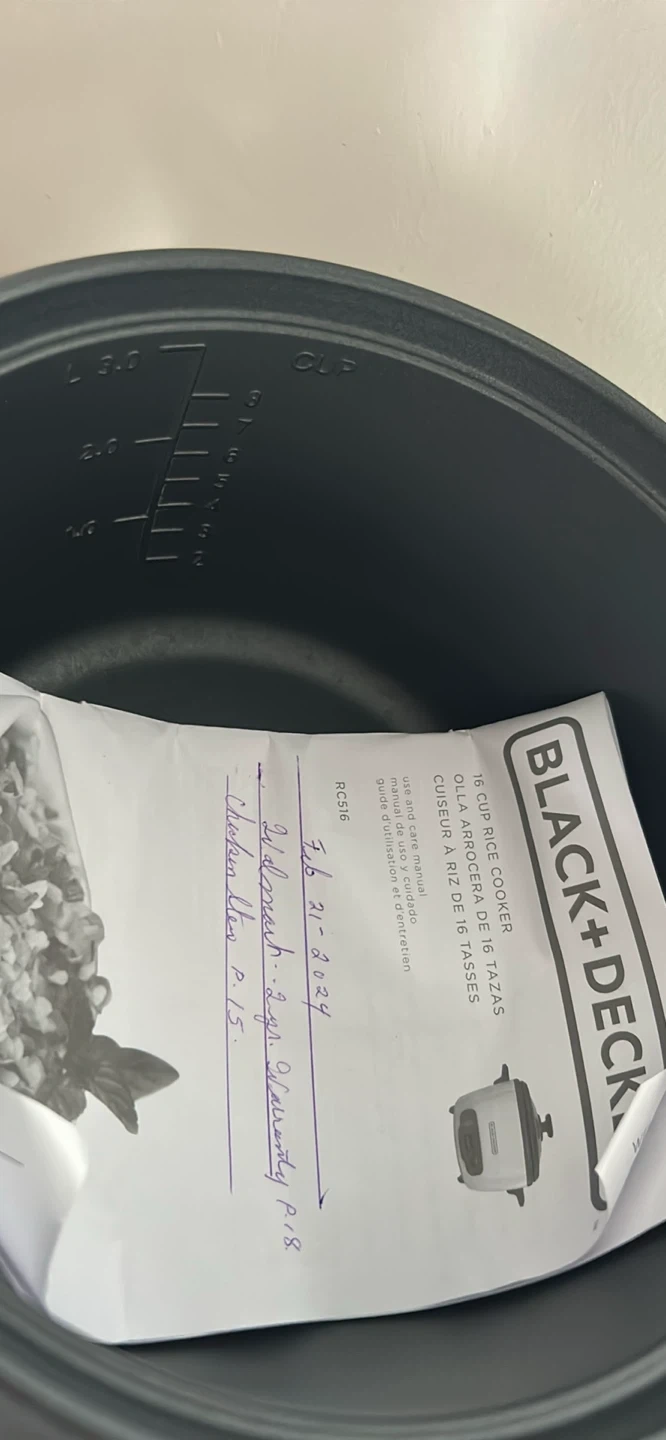 L 3.0
CUP
8
7
2.0
6
5
4
1.0
3
2
BLACK+DECK
16 CUP RICE COOKER
OLLA ARROCERA DE 16 TAZAS
CUISEUR À RIZ DE 16 TASSES
use and care manual
manual de uso y cuidado
guide d'utilisation et d'entretien
RC516
Feb 21-2024
Walmart-. 2 yr. Warrenty P.18.
Chicken Stew P.15.